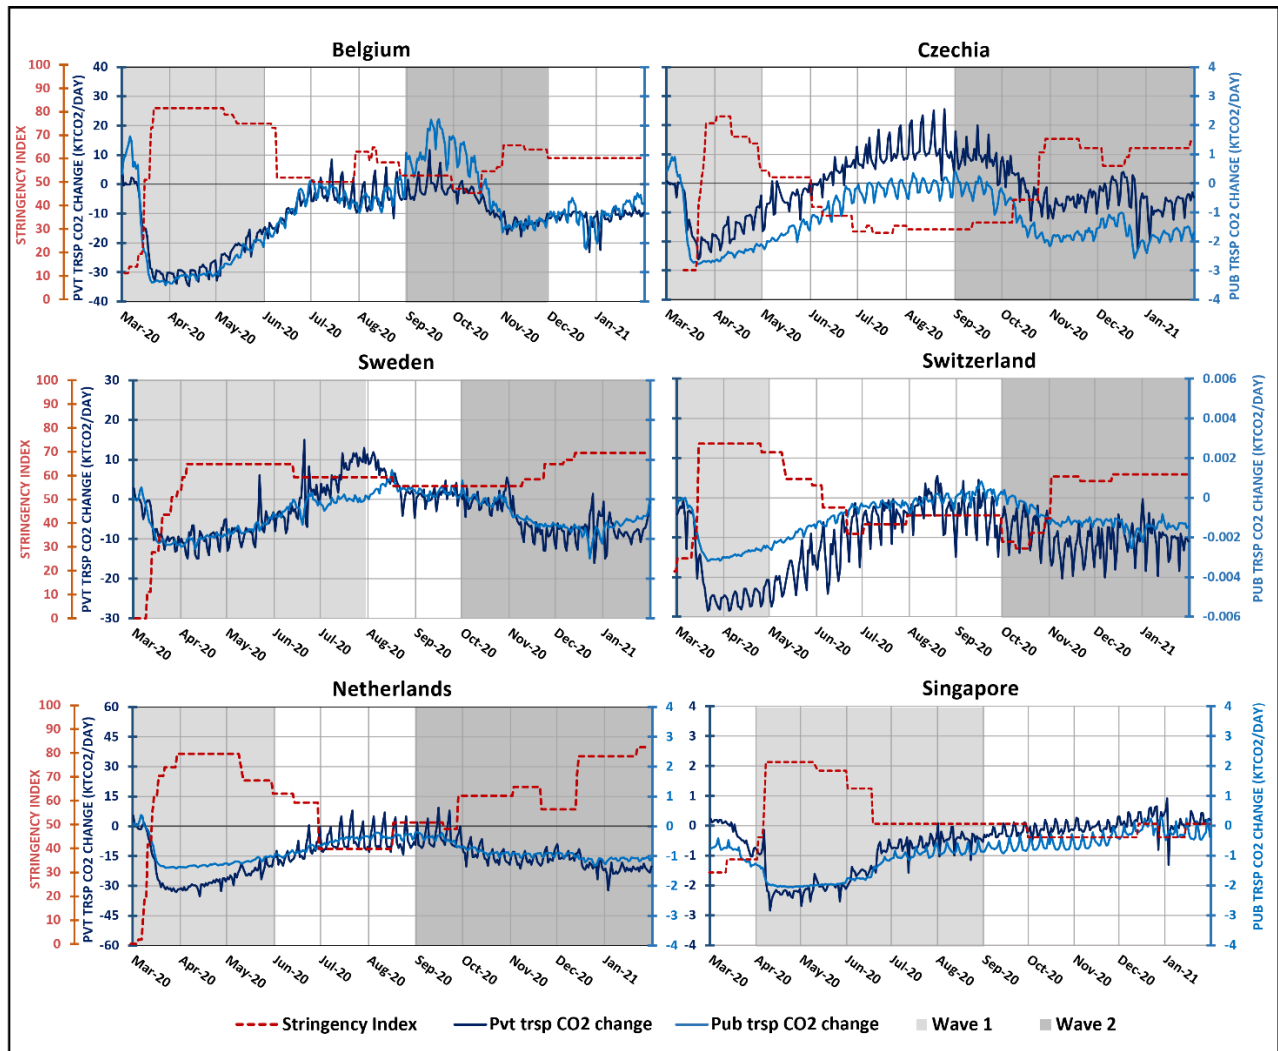 Belgium
Czechia
STRINGENCY INDEX
100
90
80
70
60
50
40
30
20
10
0
PVT TRSP CO2 CHANGE (KTCO2/DAY)
40
30
20
10
0
-10
-20
-30
-40
Mar-20
Apr-20
May-20
Jun-20
Jul-20
Aug-20
Sep-20
Oct-20
Nov-20
Dec-20
Jan-21
Mar-20
Apr-20
May-20
Jun-20
Jul-20
Aug-20
Sep-20
Oct-20
Nov-20
Dec-20
Jan-21
4
3
2
1
0
-1
-2
-3
-4
PUB TRSP CO2 CHANGE (KTCO2/DAY)
Sweden
Switzerland
STRINGENCY INDEX
100
90
80
70
60
50
40
30
20
10
0
PVT TRSP CO2 CHANGE (KTCO2/DAY)
30
20
10
0
-10
-20
-30
Mar-20
Apr-20
May-20
Jun-20
Jul-20
Aug-20
Sep-20
Oct-20
Nov-20
Dec-20
Jan-21
Mar-20
Apr-20
May-20
Jun-20
Jul-20
Aug-20
Sep-20
Oct-20
Nov-20
Dec-20
Jan-21
0.006
0.004
0.002
0
-0.002
-0.004
-0.006
PUB TRSP CO2 CHANGE (KTCO2/DAY)
Netherlands
Singapore
STRINGENCY INDEX
100
90
80
70
60
50
40
30
20
10
0
PVT TRSP CO2 CHANGE (KTCO2/DAY)
60
45
30
15
0
-15
-30
-45
-60
Mar-20
Apr-20
May-20
Jun-20
Jul-20
Aug-20
Sep-20
Oct-20
Nov-20
Dec-20
Jan-21
4
3
2
1
0
-1
-2
-3
-4
4
3
2
1
0
-1
-2
-3
-4
Mar-20
Apr-20
May-20
Jun-20
Jul-20
Aug-20
Sep-20
Oct-20
Nov-20
Dec-20
Jan-21
4
3
2
1
0
-1
-2
-3
-4
PUB TRSP CO2 CHANGE (KTCO2/DAY)
Stringency Index
Pvt trsp CO2 change
Pub trsp CO2 change
Wave 1
Wave 2